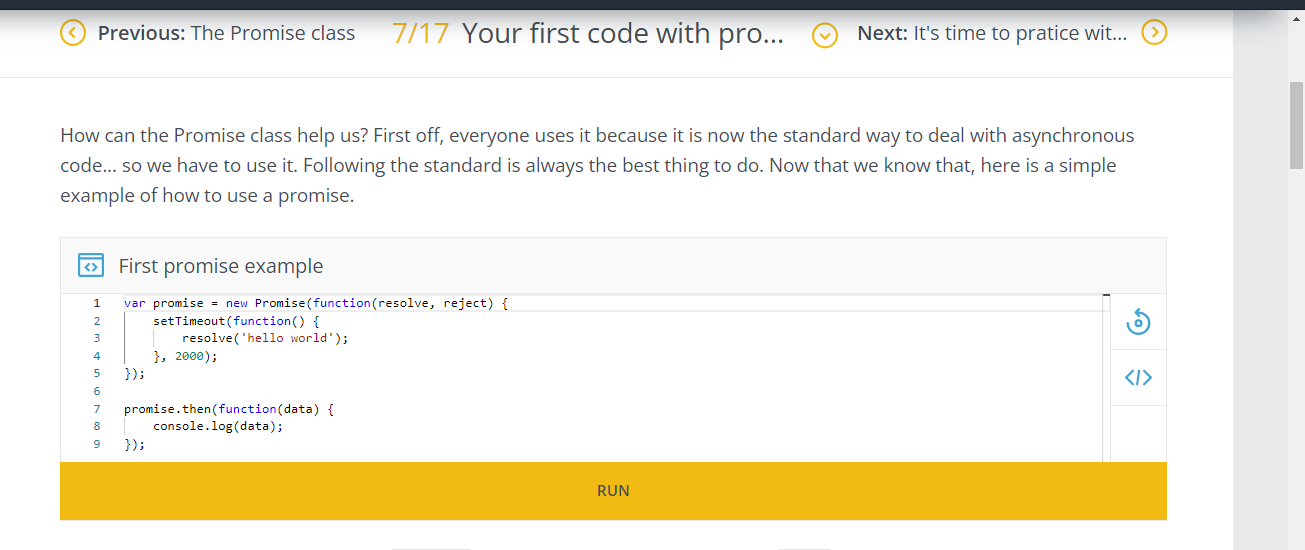 Previous: The Promise class 7/17 Your first code with pro... Next: It's time to pratice wit...
How can the Promise class help us? First off, everyone uses it because it is now the standard way to deal with asynchronous
code... so we have to use it. Following the standard is always the best thing to do. Now that we know that, here is a simple
example of how to use a promise.
First promise example
1 var promise = new Promise(function(resolve, reject) {
2     setTimeout(function() {
3         resolve('hello world');
4     }, 2000);
5 });
6
7 promise.then(function(data) {
8     console.log(data);
9 });
RUN